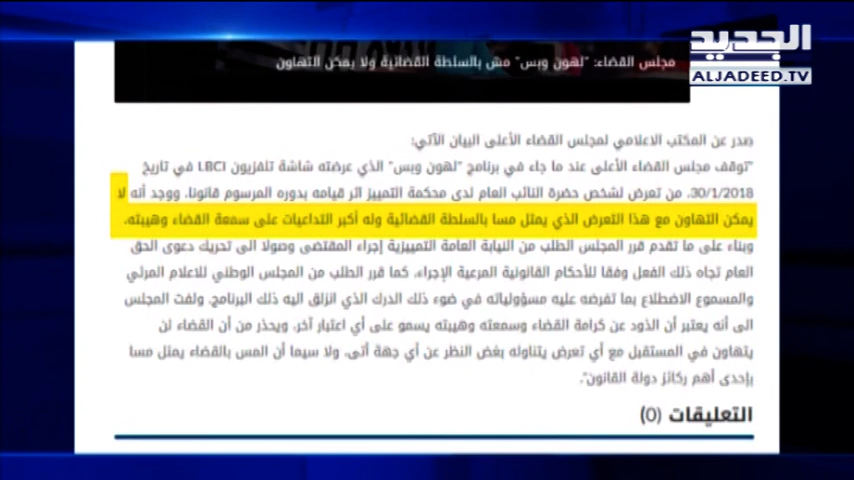 الجديد
ALJADEED.TV
مجلس القضاء: "لهون وبس" مسّ بالسلطة القضائية ولا يمكن التهاون
صدر عن المكتب الاعلامي لمجلس القضاء الأعلى البيان الآتي:
"توقف مجلس القضاء الأعلى عند ما جاء في برنامج "لهون وبس" الذي عرضته شاشة تلفزيون LBCI في تاريخ
30/1/2018، من تعرض لشخص حضرة النائب العام لدى محكمة التمييز اثر قيامه بدوره المرسوم قانونا، ووجد أنه لا
يمكن التهاون مع هذا التعرض الذي يمثل مسا بالسلطة القضائية وله أكبر التداعيات على سمعة القضاء وهيبته،
وبناء على ما تقدم قرر المجلس الطلب من النيابة العامة التمييزية إجراء المقتضى وصولا الى تحريك دعوى الحق
العام تجاه ذلك الفعل وفقا للأحكام القانونية المرعية الإجراء، كما قرر الطلب من المجلس الوطني للاعلام المرئي
والمسموع الاضطلاع بما تفرضه عليه مسؤولياته في ضوء ذلك الدرك الذي انزلق اليه ذلك البرنامج. ولفت المجلس
الى أنه يعتبر أن الذود عن كرامة القضاء وسمعته وهيبته يسمو على أي اعتبار آخر، ويحذر من أن القضاء لن
يتهاون في المستقبل مع أي تعرض يتناوله بغض النظر عن أي جهة أتى، ولا سيما أن المس بالقضاء يمثل مسا
بإحدى أهم ركائز دولة القانون".
التعليقات (0)